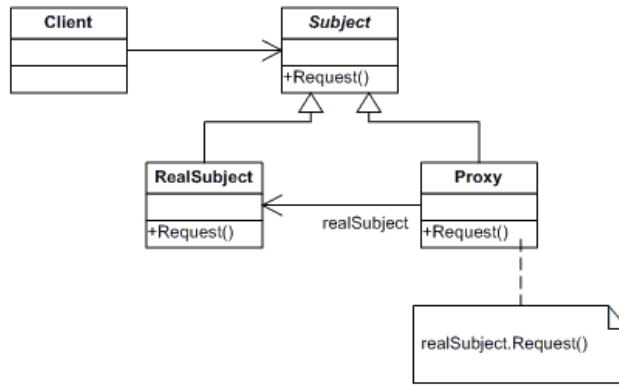 Client
Subject
+Request()
RealSubject
+Request()
Proxy
+Request()
realSubject
realSubject.Request()